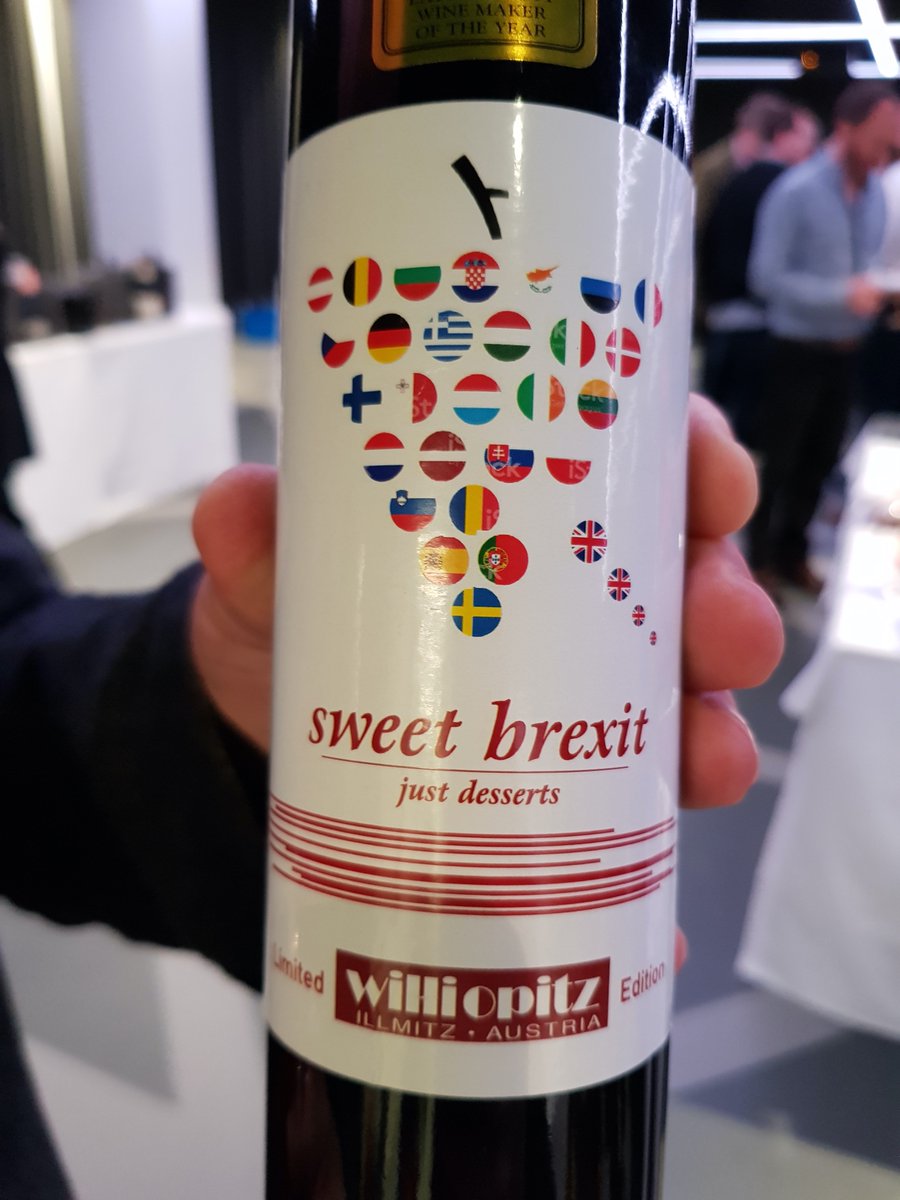 WINE MAKER
OF THE YEAR
sweet brexit
just desserts
Limited
Willi opitz
ILLMITZ · AUSTRIA
Edition